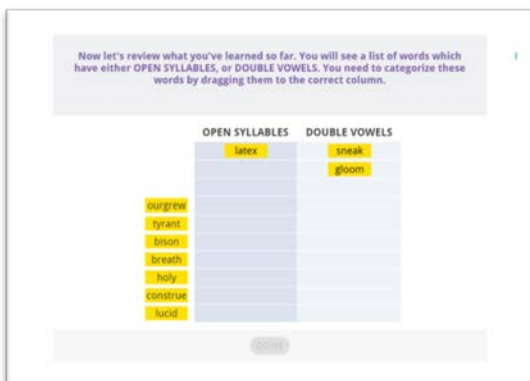 Now let's review what you've learned so far. You will see a list of words which
have either OPEN SYLLABLES, or DOUBLE VOWELS. You need to categorize these
words by dragging them to the correct column.
OPEN SYLLABLES DOUBLE VOWELS
latex sneak
gloom
ourgrew
tyrant
bison
breath
holy
construe
lucid
DONE